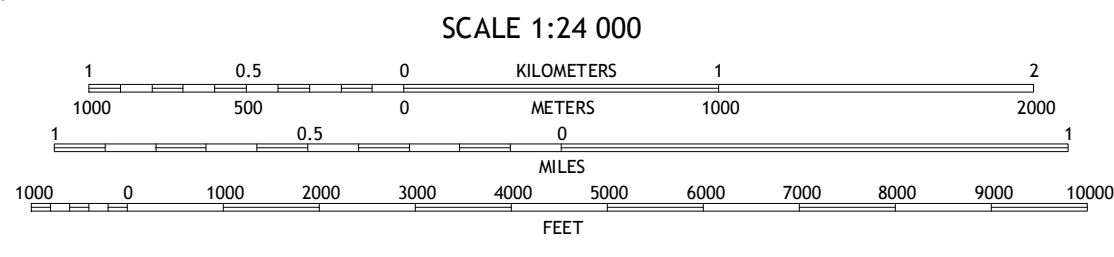 SCALE 1:24 000
1 0.5 0 KILOMETERS 1 2
1000 500 0 METERS 1000 2000
1 0.5 0 1
MILES
1000 0 1000 2000 3000 4000 5000 6000 7000 8000 9000 10000
FEET